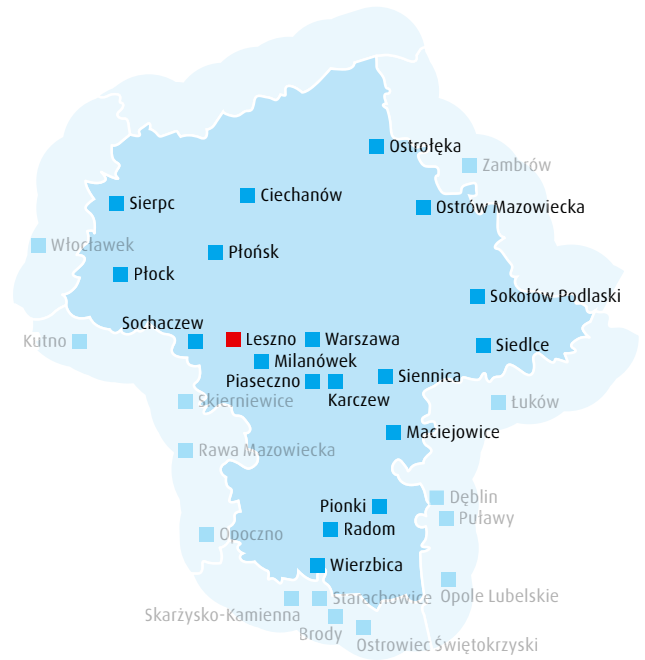 Ostrołęka
Zambrów
Ciechanów
Sierpc
Ostrów Mazowiecka
Włocławek
Płońsk
Płock
Sokołów Podlaski
Sochaczew
Kutno
Leszno
Warszawa
Siedlce
Milanówek
Siennica
Piaseczno
Karczew
Skierniewice
Łuków
Maciejowice
Rawa Mazowiecka
Dęblin
Pionki
Puławy
Radom
Opoczno
Wierzbica
Opole Lubelskie
Starachowice
Skarżysko-Kamienna
Brody
Ostrowiec Świętokrzyski